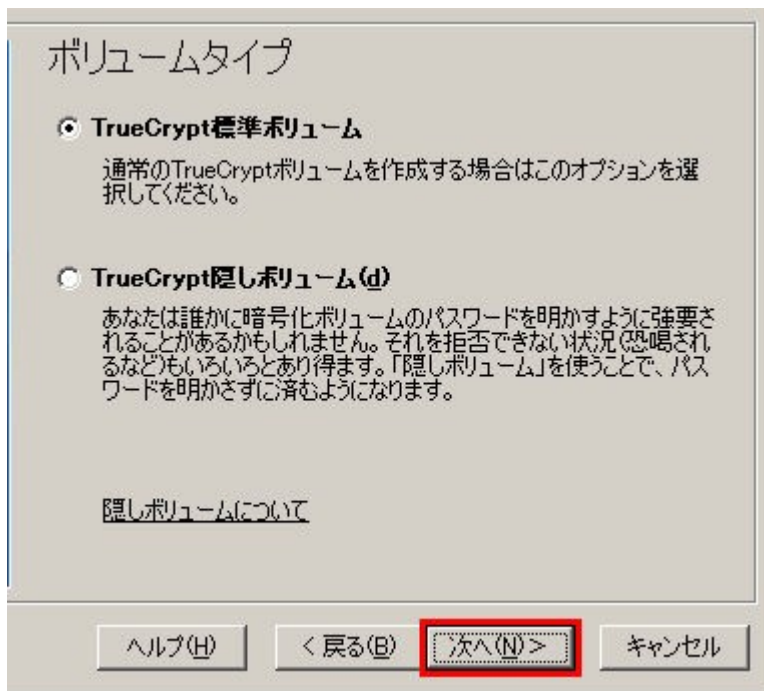 ボリュームタイプ
TrueCrypt標準ボリューム
通常のTrueCryptボリュームを作成する場合はこのオプションを選
択してください。
TrueCrypt隠しボリューム(d)
あなたは誰かに暗号化ボリュームのパスワードを明かすように強要さ
れることがあるかもしれません。それを拒否できない状況(恐喝され
るなど)もいろいろとあり得ます。「隠しボリューム」を使うことで、パス
ワードを明かさずに済むようになります。
隠しボリュームについて
ヘルプ(H)
< 戻る(B)
次へ(N) >
キャンセル